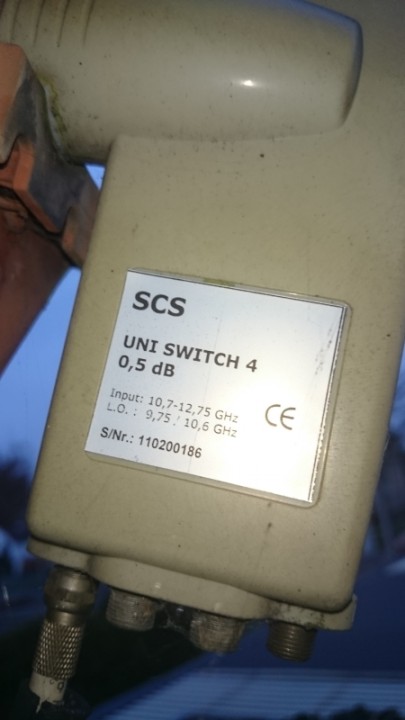 SCS
UNI SWITCH 4
0,5 dB
Input: 10,7-12,75 GHz
L.O. : 9,75 / 10,6 GHz
CE
S/Nr.: 110200186